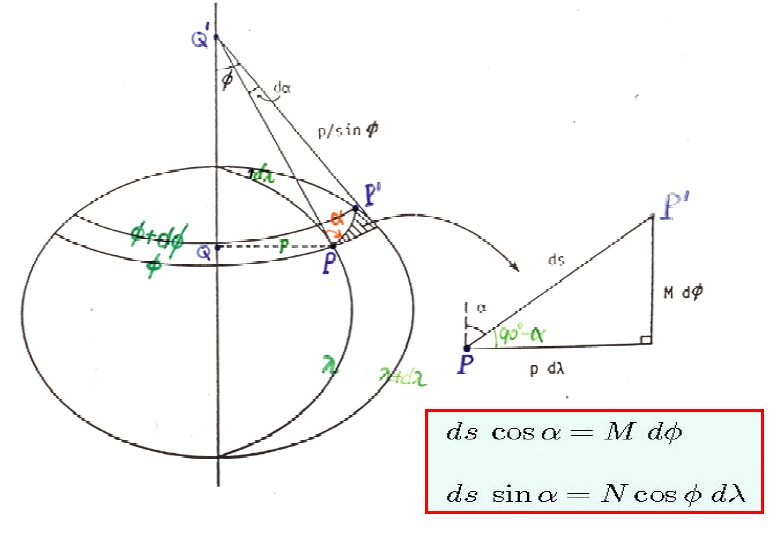 Q'
ϕ
dα
p/sin ϕ
dλ
P'
α
ϕ+dϕ
ϕ
Q
p
P
λ
λ+dλ
P'
ds
M dϕ
α
90°-α
P
p dλ
ds cos α = M dϕ
ds sin α = N cos ϕ dλ